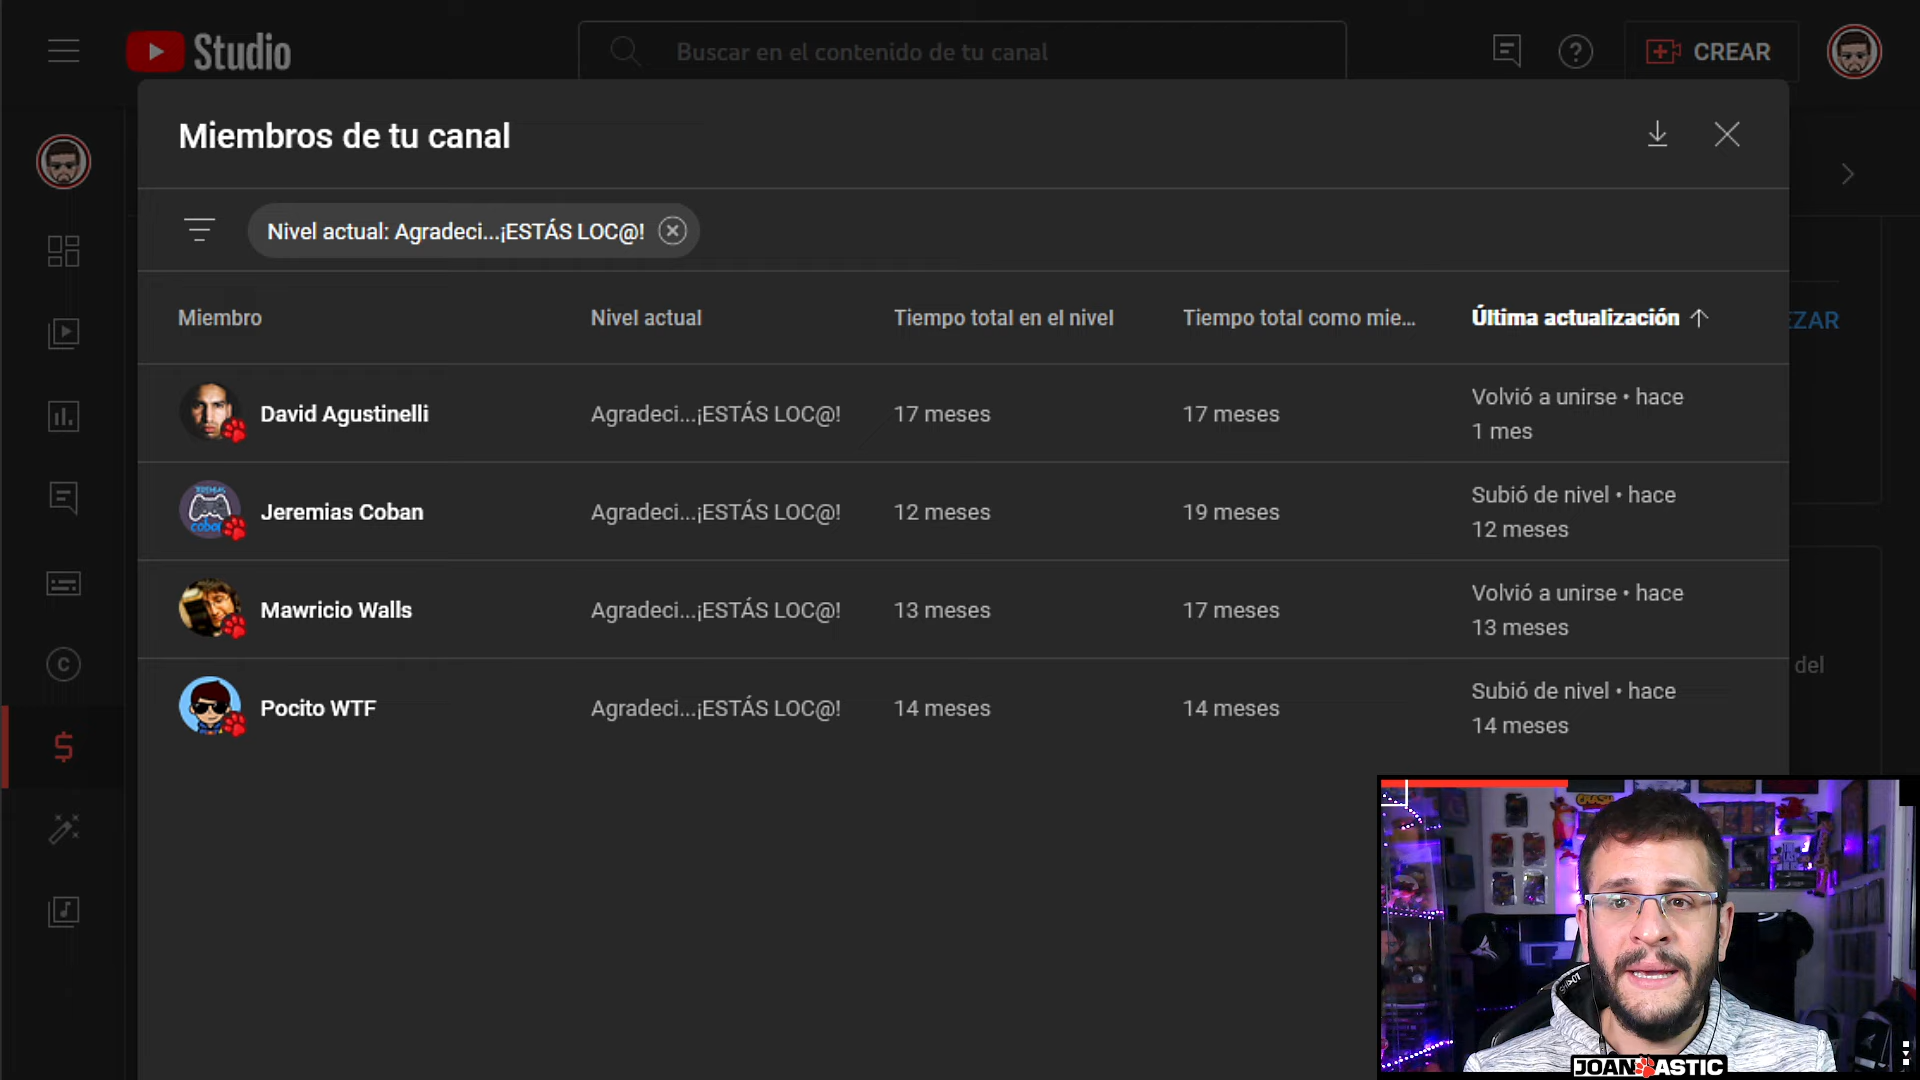 Studio
Buscar en el contenido de tu canal
CREAR
Miembros de tu canal
Nivel actual: Agradeci...¡ESTÁS LOC@!
Miembro
Nivel actual
Tiempo total en el nivel
Tiempo total como mie...
Última actualización
EZAR
David Agustinelli
Agradeci...¡ESTÁS LOC@!
17 meses
17 meses
Volvió a unirse • hace
1 mes
Jeremias Coban
Agradeci...¡ESTÁS LOC@!
12 meses
19 meses
Subió de nivel • hace
12 meses
Mawricio Walls
Agradeci...¡ESTÁS LOC@!
13 meses
17 meses
Volvió a unirse • hace
13 meses
del
Pocito WTF
Agradeci...¡ESTÁS LOC@!
14 meses
14 meses
Subió de nivel • hace
14 meses
CRASH
JOANTASTIC